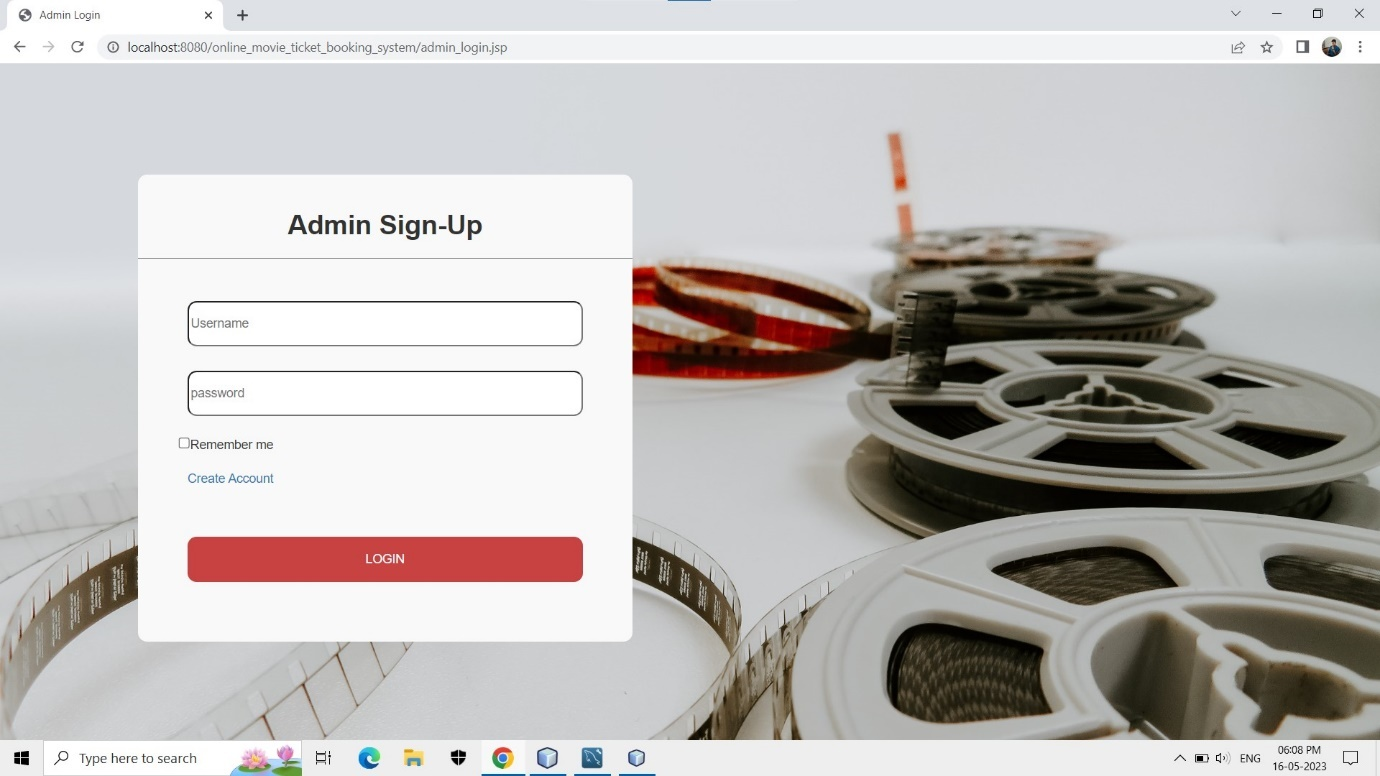 Admin Login
localhost:8080/online_movie_ticket_booking_system/admin_login.jsp
Admin Sign-Up
Username
password
Remember me
Create Account
LOGIN
Type here to search
ENG
06:08 PM
16-05-2023